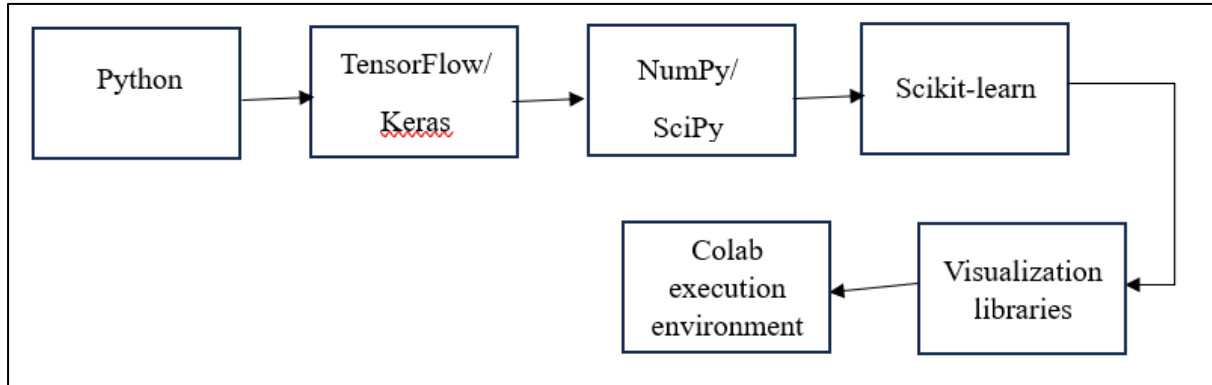 Python
TensorFlow/
Keras
NumPy/
SciPy
Scikit-learn
Visualization
libraries
Colab
execution
environment